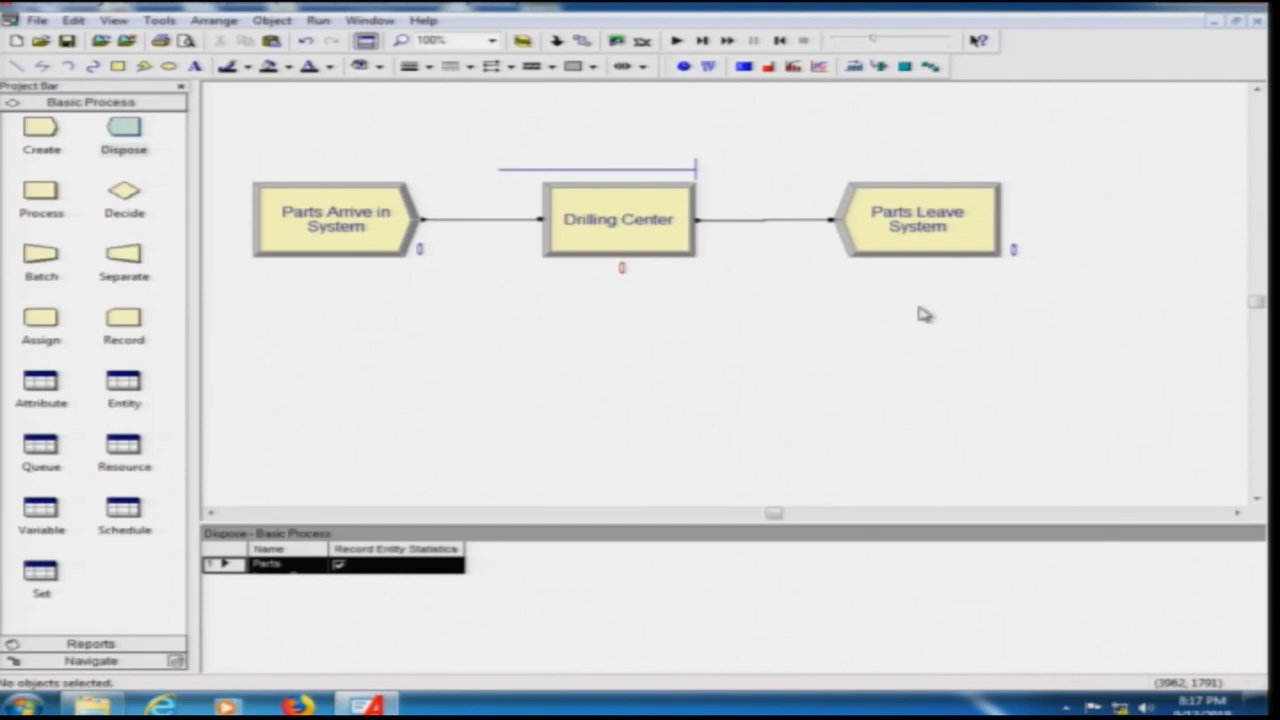 File Edit View Tools Arrange Object Run Window Help
100%
Project Bar
Basic Process
Create Dispose
Process Decide
Batch Separate
Assign Record
Attribute Entity
Queue Resource
Variable Schedule
Set
Reports
Navigate
Parts Arrive in
System
0
Drilling Center
0
Parts Leave
System
0
Dispose - Basic Process
Name Record Entity Statistics
1 Parts
No objects selected.
(3962, 1791)
8:17 PM